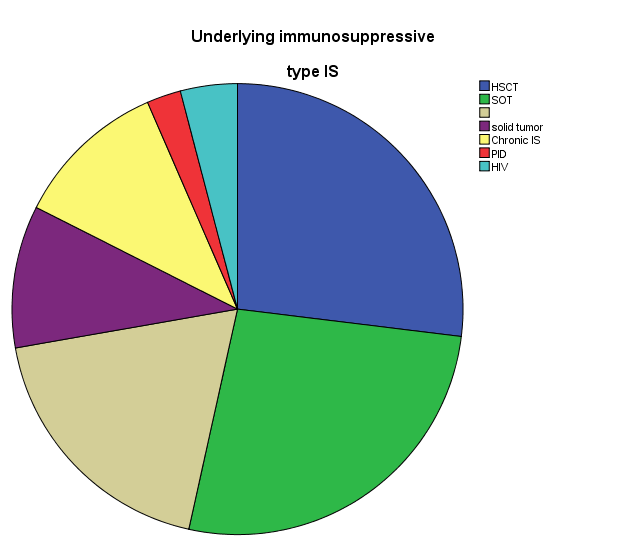 Underlying immunosuppressive
type IS
HSCT
SOT
solid tumor
Chronic IS
PID
HIV